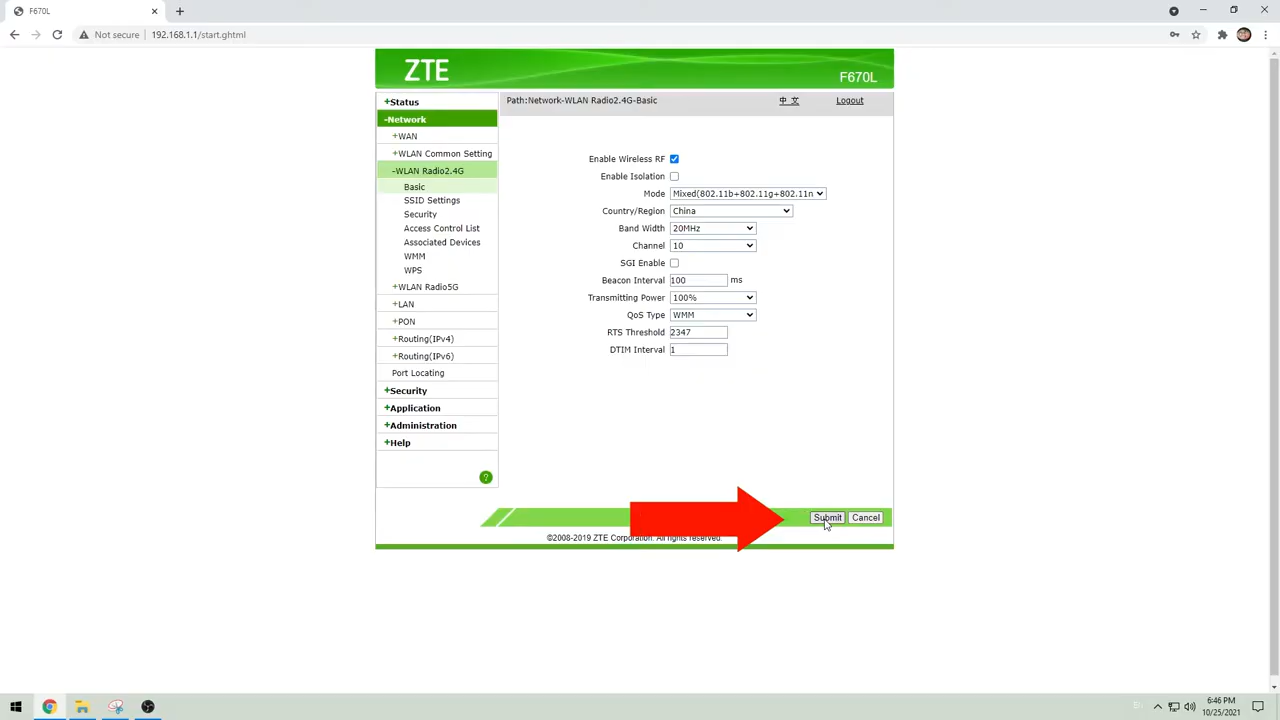 F670L
Not secure
192.168.1.1/start.ghtml
ZTE
F670L
+Status
-Network
+WAN
+WLAN Common Setting
-WLAN Radio2.4G
Basic
SSID Settings
Security
Access Control List
Associated Devices
WMM
WPS
+WLAN Radio5G
+LAN
+PON
+Routing(IPv4)
+Routing(IPv6)
Port Locating
+Security
+Application
+Administration
+Help
?
Path:Network-WLAN Radio2.4G-Basic
中 文
Logout
Enable Wireless RF
Enable Isolation
Mode Mixed(802.11b+802.11g+802.11n
Country/Region China
Band Width 20MHz
Channel 10
SGI Enable
Beacon Interval 100 ms
Transmitting Power 100%
QoS Type WMM
RTS Threshold 2347
DTIM Interval 1
Submit Cancel
©2008-2019 ZTE Corporation. All rights reserved.
6:46 PM
10/25/2021